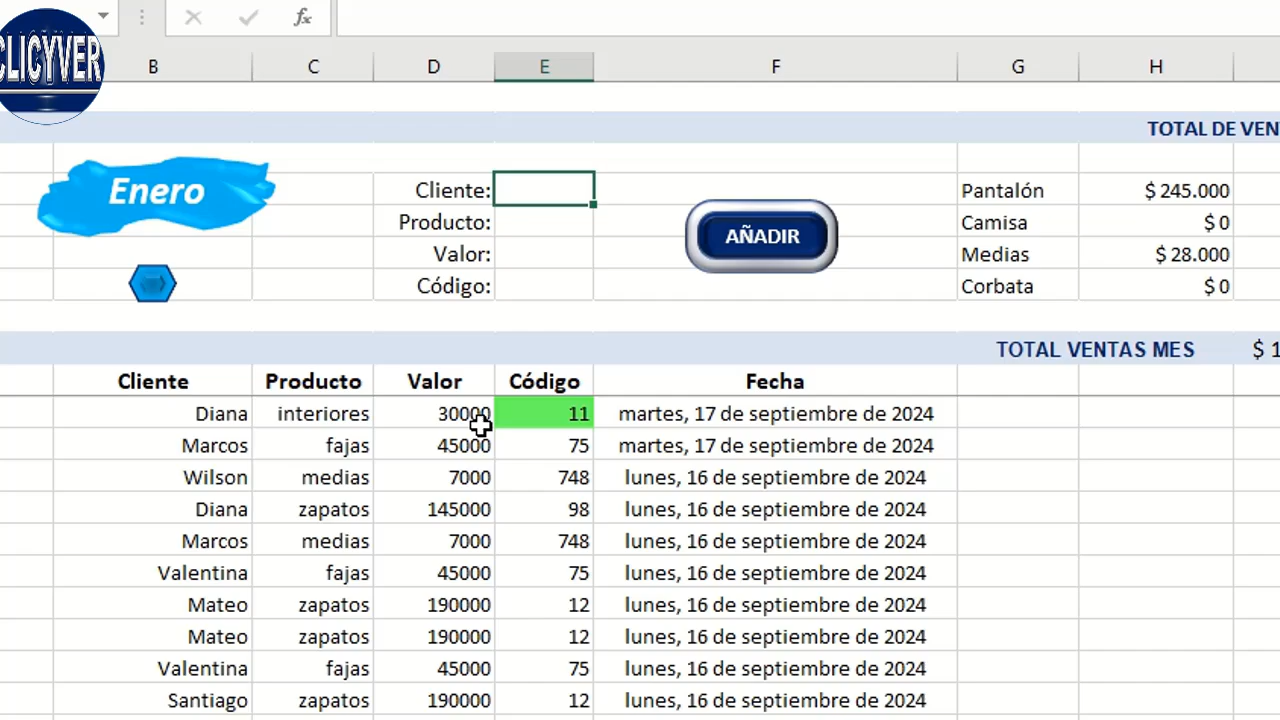 fx
CLICYVER
B C D E F G H
TOTAL DE VEN
Enero
Cliente: Pantalón $ 245.000
AÑADIR
Producto: Camisa $ 0
Valor: Medias $ 28.000
Código: Corbata $ 0
TOTAL VENTAS MES $ 1
Cliente Producto Valor Código Fecha
Diana interiores 30000 11 martes, 17 de septiembre de 2024
Marcos fajas 45000 75 martes, 17 de septiembre de 2024
Wilson medias 7000 748 lunes, 16 de septiembre de 2024
Diana zapatos 145000 98 lunes, 16 de septiembre de 2024
Marcos medias 7000 748 lunes, 16 de septiembre de 2024
Valentina fajas 45000 75 lunes, 16 de septiembre de 2024
Mateo zapatos 190000 12 lunes, 16 de septiembre de 2024
Mateo zapatos 190000 12 lunes, 16 de septiembre de 2024
Valentina fajas 45000 75 lunes, 16 de septiembre de 2024
Santiago zapatos 190000 12 lunes, 16 de septiembre de 2024